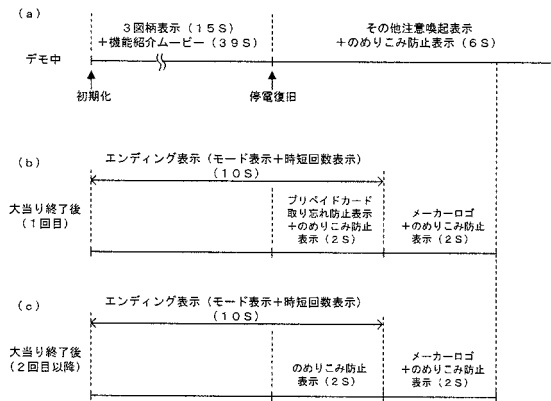 (a)
3図柄表示(15S)
+機能紹介ムービー(39S)
その他注意喚起表示
+のめりこみ防止表示(6S)
デモ中
初期化
停電復旧
(b)
エンディング表示(モード表示+時短回数表示)
(10S)
大当り終了後
(1回目)
プリペイドカード
取り忘れ防止表示
+のめりこみ防止
表示(2S)
メーカーロゴ
+のめりこみ防止
表示(2S)
(c)
エンディング表示(モード表示+時短回数表示)
(10S)
大当り終了後
(2回目以降)
のめりこみ防止
表示(2S)
メーカーロゴ
+のめりこみ防止
表示(2S)